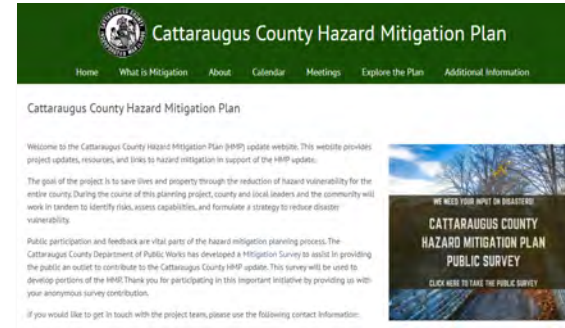 Cattaraugus County Hazard Mitigation Plan
Home What is Mitigation About Calendar Meetings Explore the Plan Additional Information
Cattaraugus County Hazard Mitigation Plan
Welcome to the Cattaraugus County Hazard Mitigation Plan (HMP) update website. This website provides
project updates, resources, and links to hazard mitigation in support of the HMP update.
The goal of the project is to save lives and property through the reduction of hazard vulnerability for the
entire county. During the course of this planning project, county and local leaders and the community will
work in tandem to identify risks, assess capabilities, and formulate a strategy to reduce disaster
vulnerability.
Public participation and feedback are vital parts of the hazard mitigation planning process. The
Cattaraugus County Department of Public Works has developed a Mitigation Survey to assist in providing
the public an outlet to contribute to the Cattaraugus County HMP update. This survey will be used to
develop portions of the HMP. Thank you for participating in this important initiative by providing us with
your anonymous survey contribution.
If you would like to get in touch with the project team, please use the following contact information:
WE NEED YOUR INPUT ON DISASTERS!
CATTARAUGUS COUNTY
HAZARD MITIGATION PLAN
PUBLIC SURVEY
CLICK HERE TO TAKE THE PUBLIC SURVEY